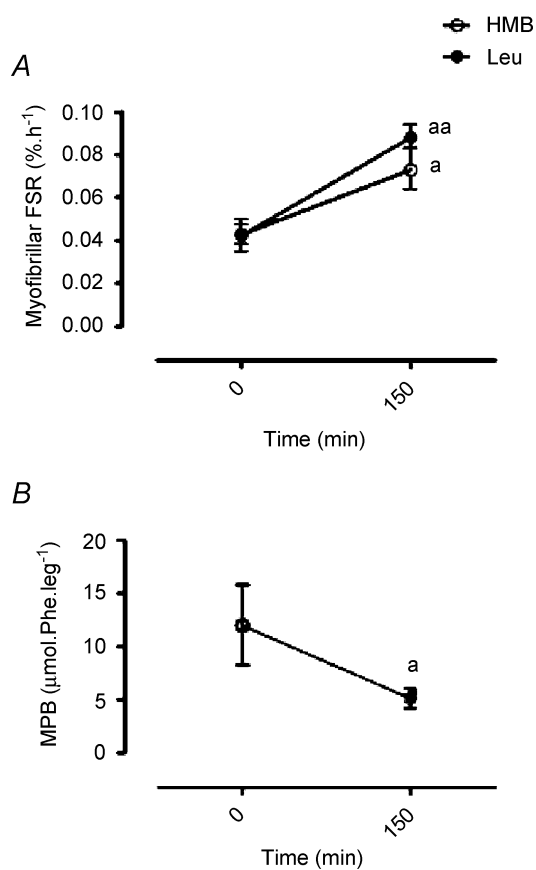 HMB
Leu
A
Myofibrillar FSR (%.h⁻¹)
0.10
0.08
0.06
0.04
0.02
0.00
aa
a
0
150
Time (min)
B
MPB (μmol.Phe.leg⁻¹)
20
15
10
5
0
a
0
150
Time (min)